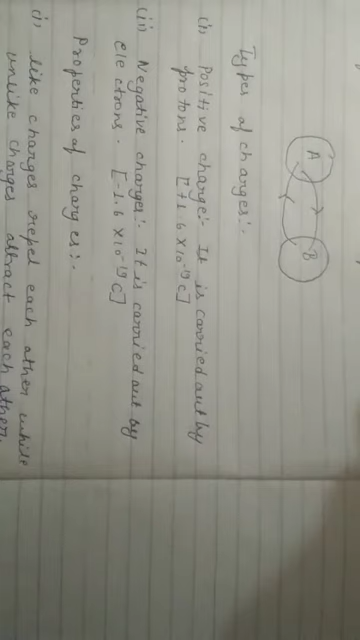 A
B
Types of charges:-
(i) Positive charge:- It is carried out by
protons. [+1.6 X 10⁻¹⁹ C]
(ii) Negative charge:- It is carried out by
electrons. [-1.6 X 10⁻¹⁹ C]
Properties of charges:-
(i) like charges repel each other while
unlike charges attract each other.